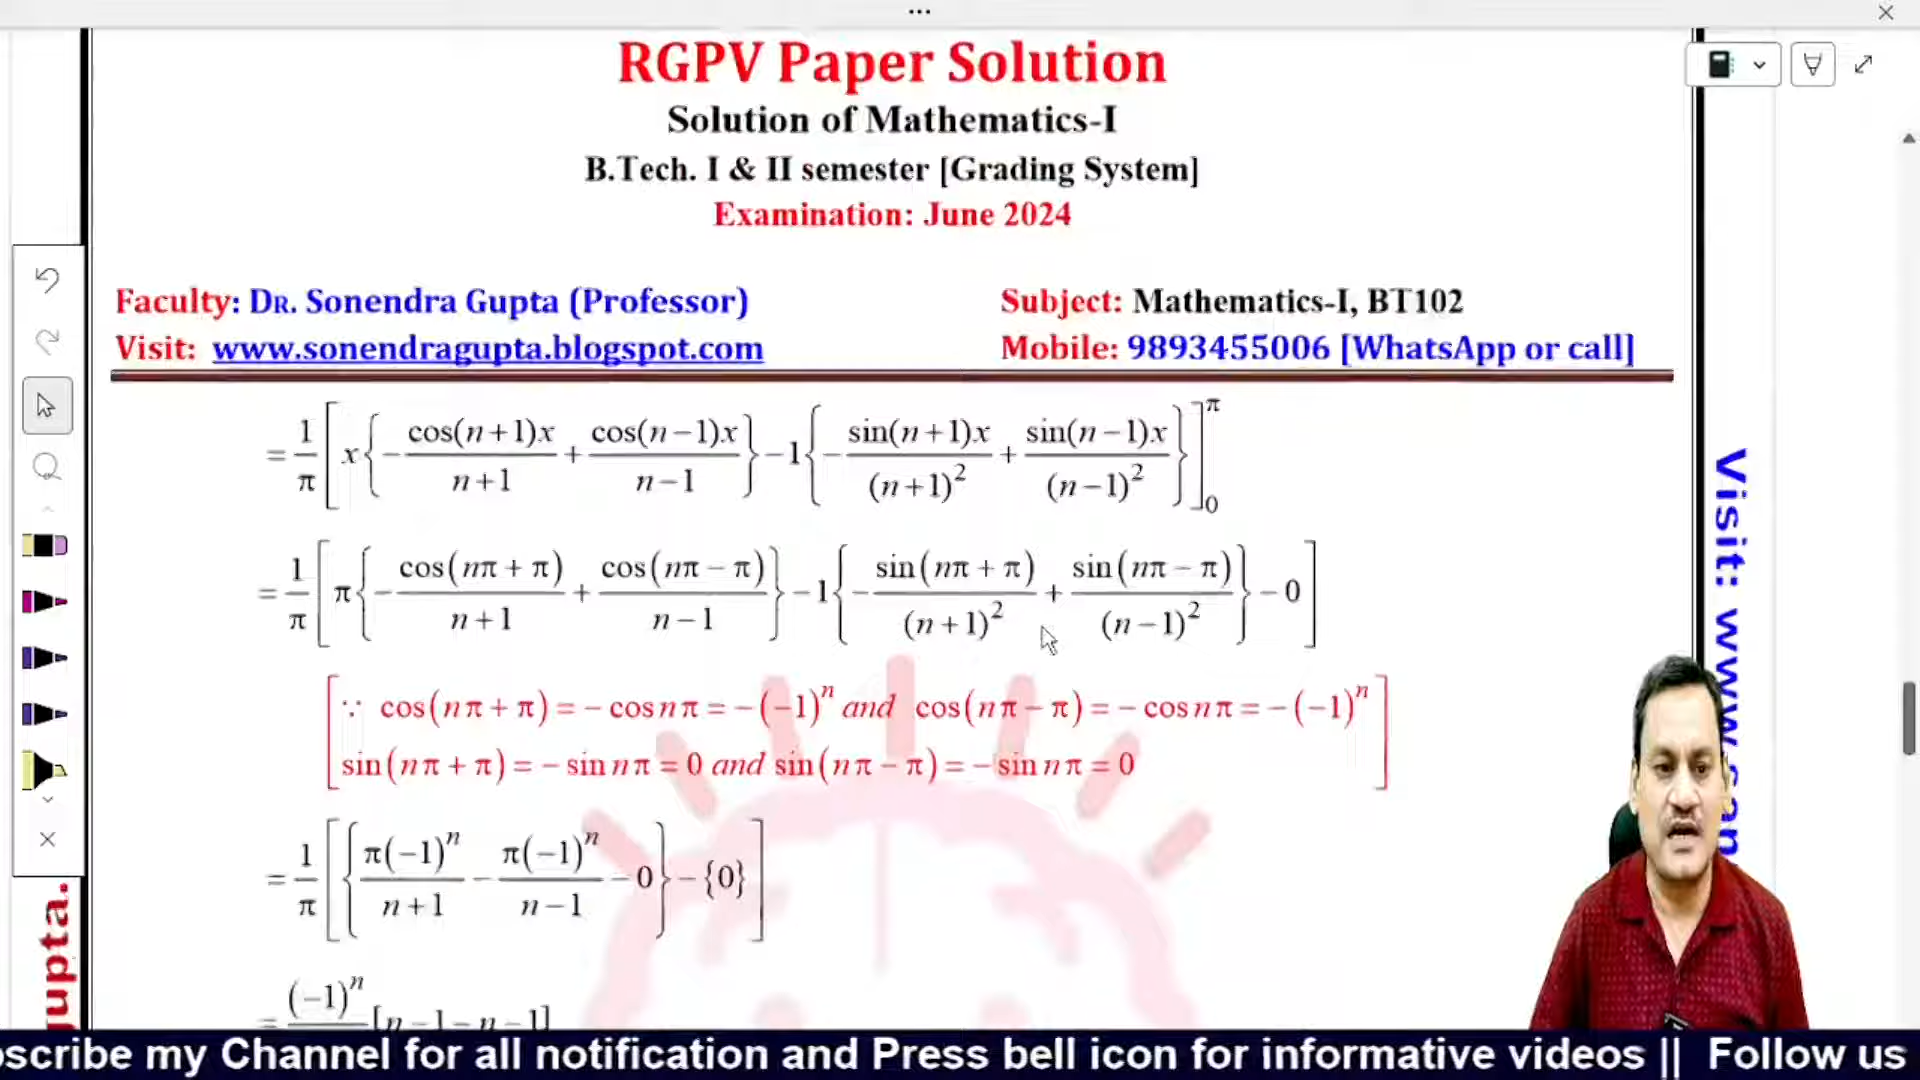 RGPV Paper Solution
Solution of Mathematics-I
B.Tech. I & II semester [Grading System]
Examination: June 2024
Faculty: DR. Sonendra Gupta (Professor)
Subject: Mathematics-I, BT102
Visit: www.sonendragupta.blogspot.com
Mobile: 9893455006 [WhatsApp or call]
= 1/π [ x { − cos(n+1)x/(n+1) + cos(n−1)x/(n−1) } − 1 { − sin(n+1)x/(n+1)² + sin(n−1)x/(n−1)² } ]₀^π
= 1/π [ π { − cos(nπ + π)/(n+1) + cos(nπ − π)/(n−1) } − 1 { − sin(nπ + π)/(n+1)² + sin(nπ − π)/(n−1)² } − 0 ]
[ ∵ cos(nπ + π) = − cos nπ = −(−1)ⁿ and cos(nπ − π) = − cos nπ = −(−1)ⁿ
sin(nπ + π) = − sin nπ = 0 and sin(nπ − π) = − sin nπ = 0 ]
= 1/π [ { π(−1)ⁿ/(n+1) − π(−1)ⁿ/(n−1) − 0 } − {0} ]
= (−1)ⁿ [n − 1 − n − 1]
Visit: www.son
gupta.
scribe my Channel for all notification and Press bell icon for informative videos || Follow us